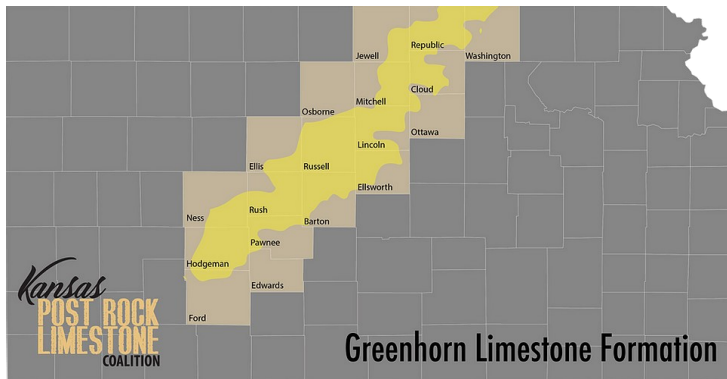 Republic
Jewell
Washington
Cloud
Mitchell
Osborne
Ottawa
Lincoln
Ellis
Russell
Ellsworth
Rush
Ness
Barton
Pawnee
Hodgeman
Edwards
Ford
Kansas
POST ROCK
LIMESTONE
COALITION
Greenhorn Limestone Formation